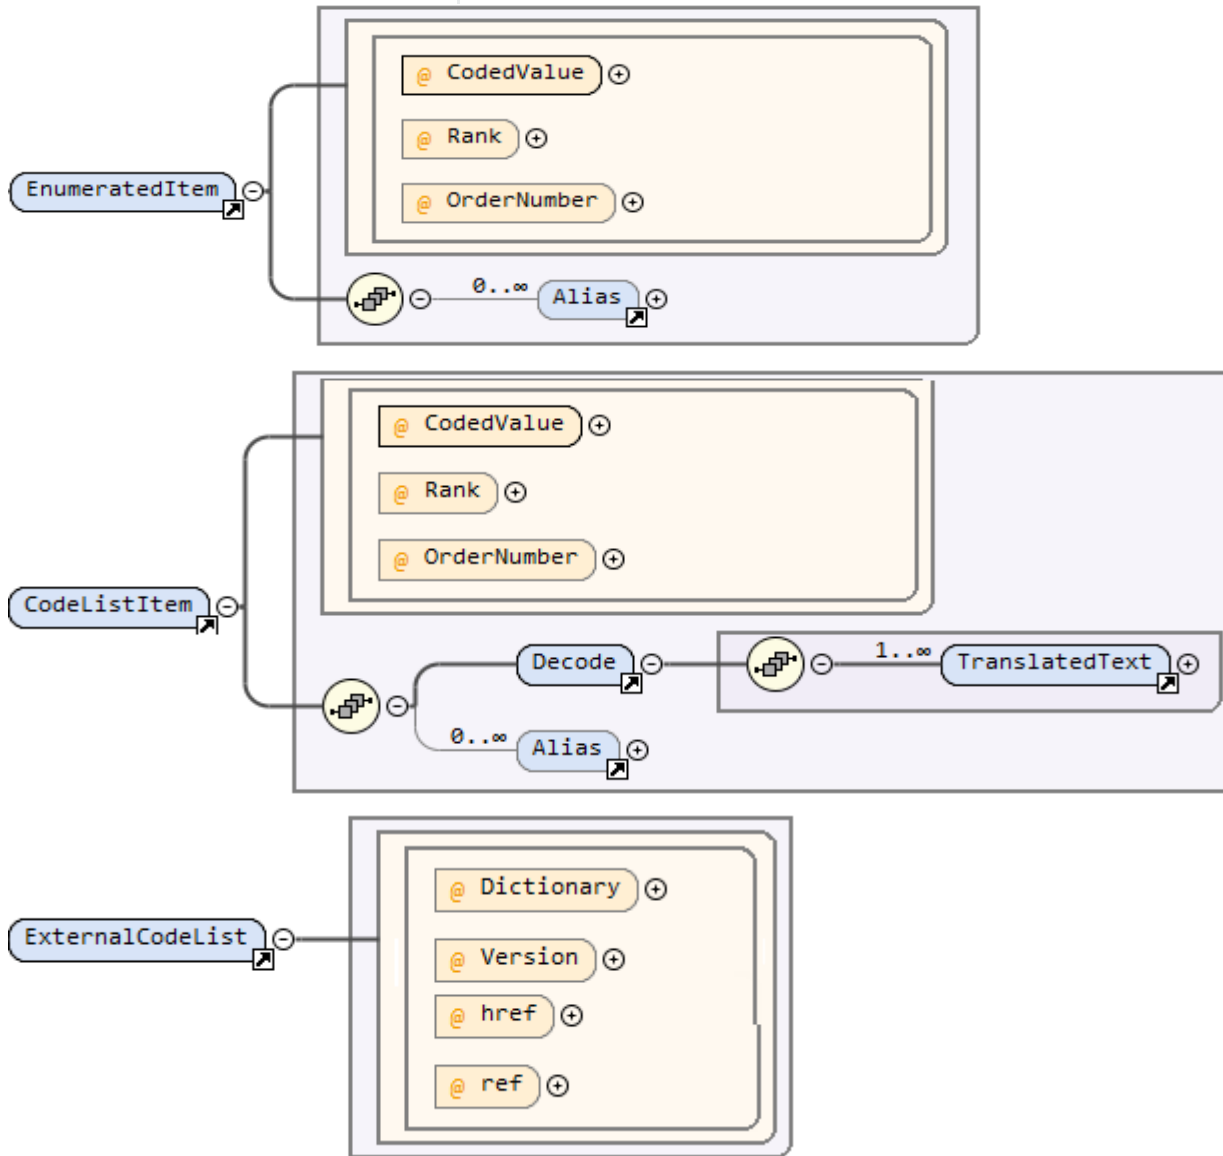 @ CodedValue
@ Rank
EnumeratedItem
@ OrderNumber
0..∞ Alias
@ CodedValue
@ Rank
@ OrderNumber
CodeListItem
Decode 1..∞ TranslatedText
0..∞ Alias
@ Dictionary
ExternalCodeList
@ Version
@ href
@ ref